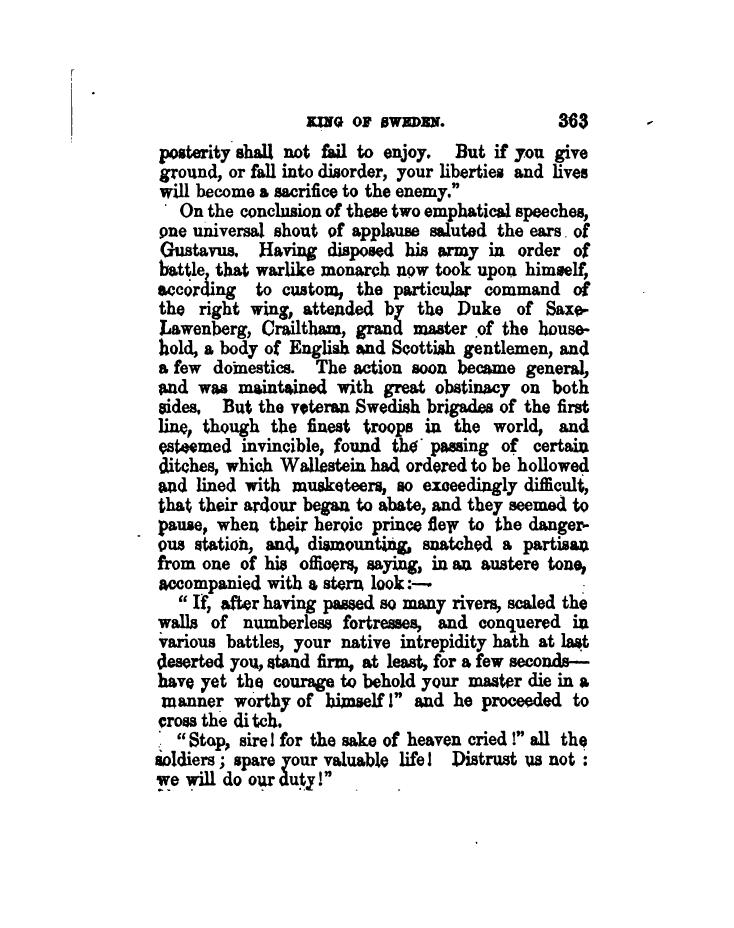 KING OF SWEDEN. 363
posterity shall not fail to enjoy. But if you give
ground, or fall into disorder, your liberties and lives
will become a sacrifice to the enemy."
On the conclusion of these two emphatical speeches,
one universal shout of applause saluted the ears of
Gustavus. Having disposed his army in order of
battle, that warlike monarch now took upon himself,
according to custom, the particular command of
the right wing, attended by the Duke of Saxe-
Lawenberg, Crailtham, grand master of the house-
hold, a body of English and Scottish gentlemen, and
a few domestics. The action soon became general,
and was maintained with great obstinacy on both
sides. But the veteran Swedish brigades of the first
line, though the finest troops in the world, and
esteemed invincible, found the passing of certain
ditches, which Wallestein had ordered to be hollowed
and lined with musketeers, so exceedingly difficult,
that their ardour began to abate, and they seemed to
pause, when their heroic prince flew to the danger-
ous station, and, dismounting, snatched a partisan
from one of his officers, saying, in an austere tone,
accompanied with a stern look:—
"If, after having passed so many rivers, scaled the
walls of numberless fortresses, and conquered in
various battles, your native intrepidity hath at last
deserted you, stand firm, at least, for a few seconds—
have yet the courage to behold your master die in a
manner worthy of himself!" and he proceeded to
cross the ditch.
"Stop, sire! for the sake of heaven cried!" all the
soldiers; spare your valuable life! Distrust us not:
we will do our duty!"